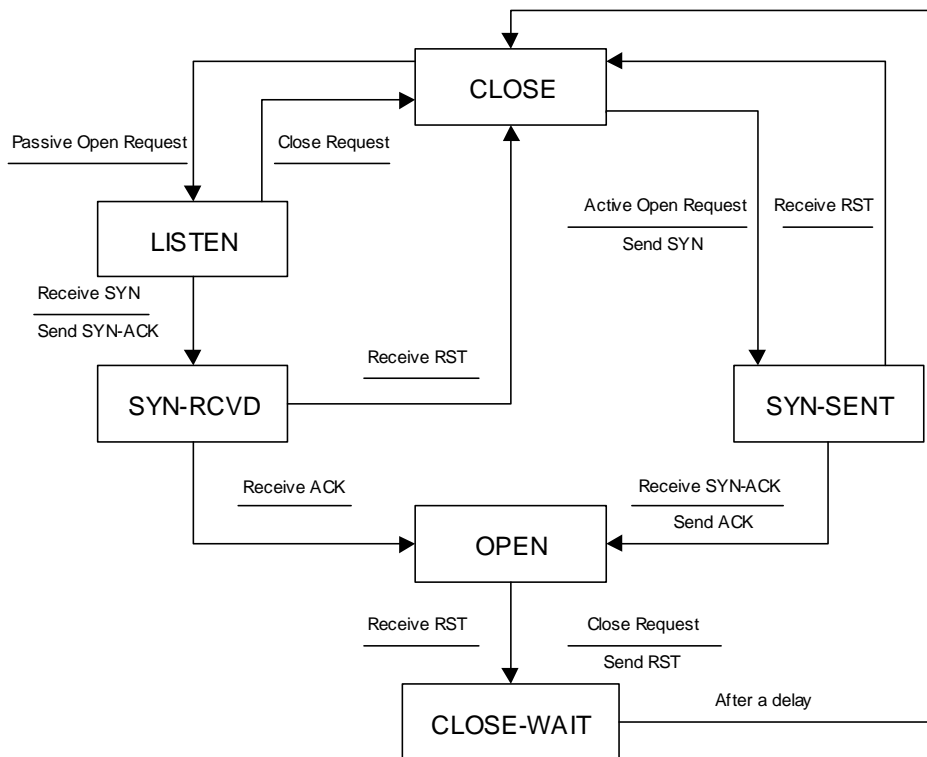 CLOSE
Passive Open Request
Close Request
Active Open Request
Send SYN
Receive RST
LISTEN
Receive SYN
Send SYN-ACK
Receive RST
SYN-RCVD
SYN-SENT
Receive ACK
Receive SYN-ACK
Send ACK
OPEN
Receive RST
Close Request
Send RST
CLOSE-WAIT
After a delay